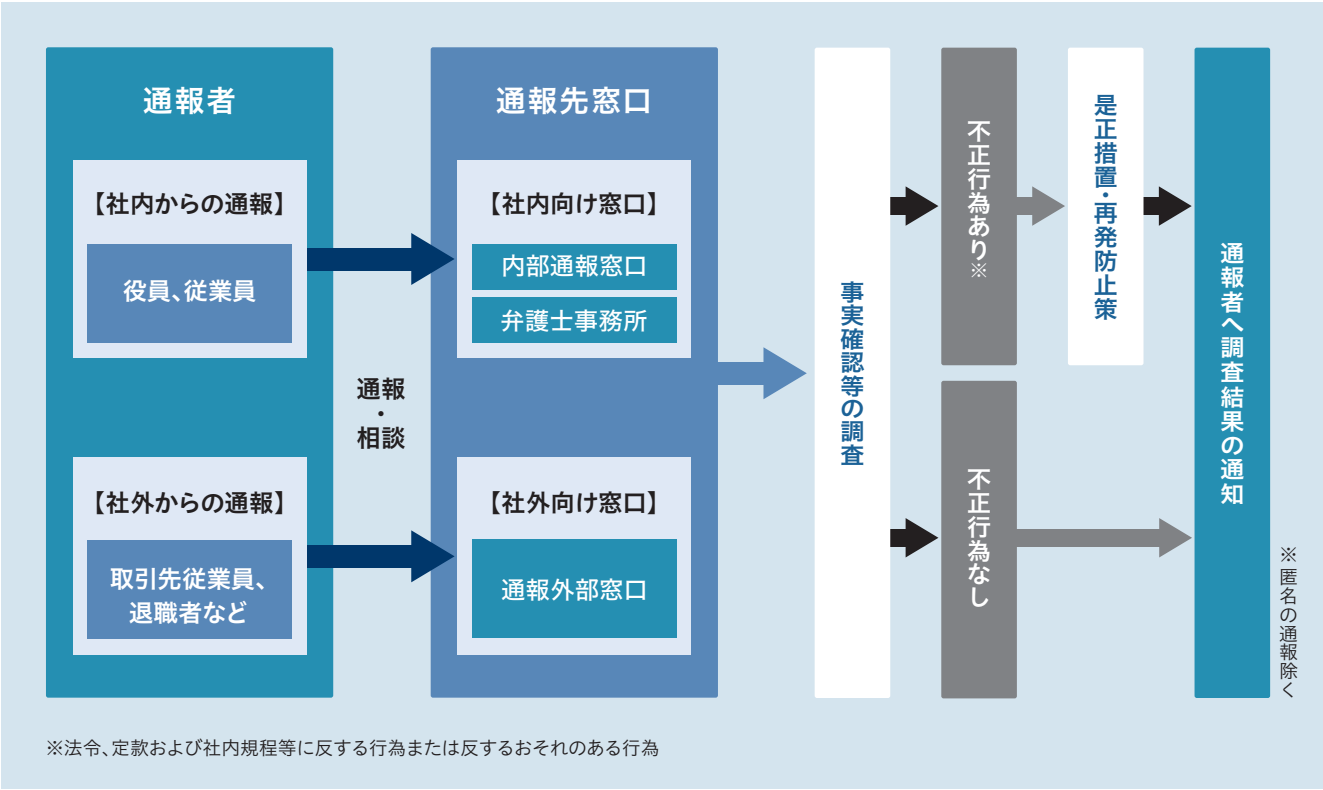 通報者
【社内からの通報】
役員、従業員
【社外からの通報】
取引先従業員、
退職者など
通報
・
相談
通報先窓口
【社内向け窓口】
内部通報窓口
弁護士事務所
【社外向け窓口】
通報外部窓口
事実確認等の調査
不正行為あり※
是正措置・再発防止策
不正行為なし
通報者へ調査結果の通知
※匿名の通報除く
※法令、定款および社内規程等に反する行為または反するおそれのある行為